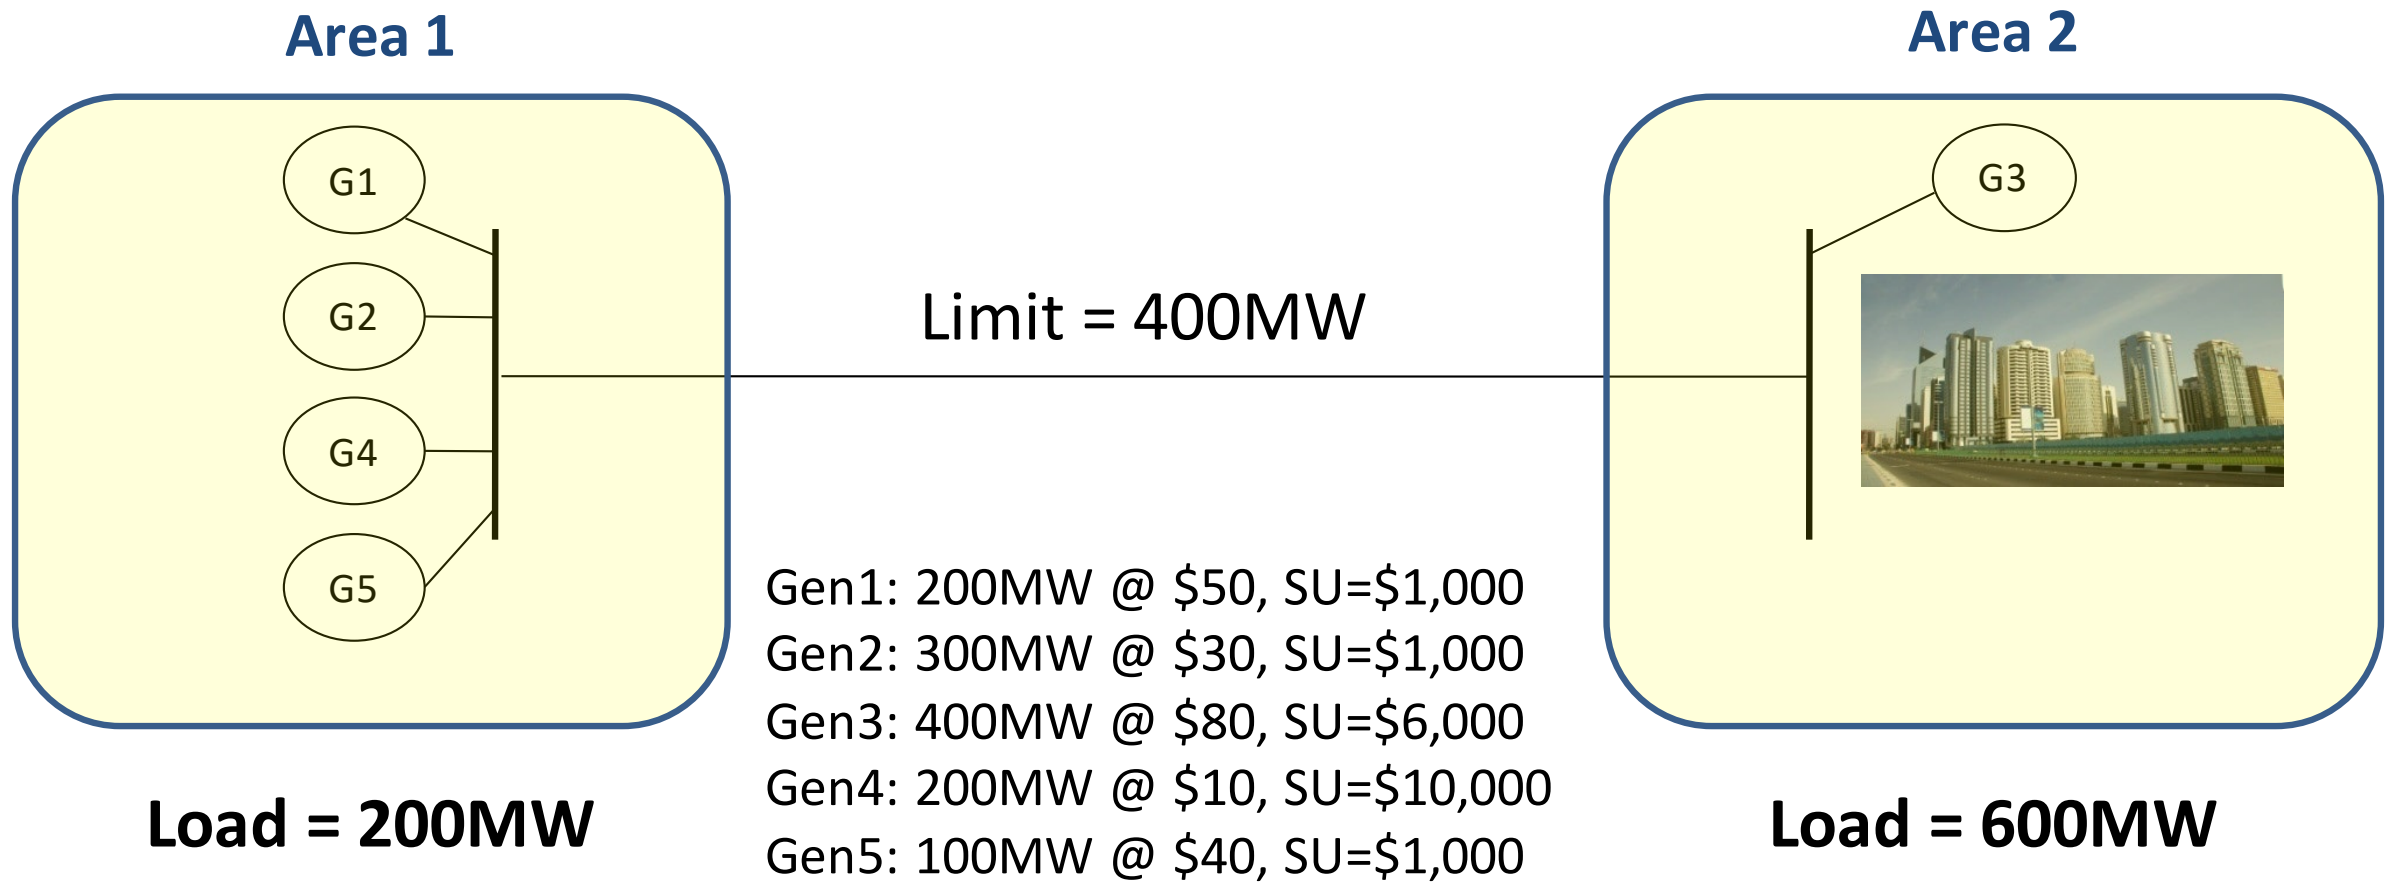 Area 1
Area 2
G1
G2
G4
G5
G3
Limit = 400MW
Gen1: 200MW @ $50, SU=$1,000
Gen2: 300MW @ $30, SU=$1,000
Gen3: 400MW @ $80, SU=$6,000
Gen4: 200MW @ $10, SU=$10,000
Gen5: 100MW @ $40, SU=$1,000
Load = 200MW
Load = 600MW